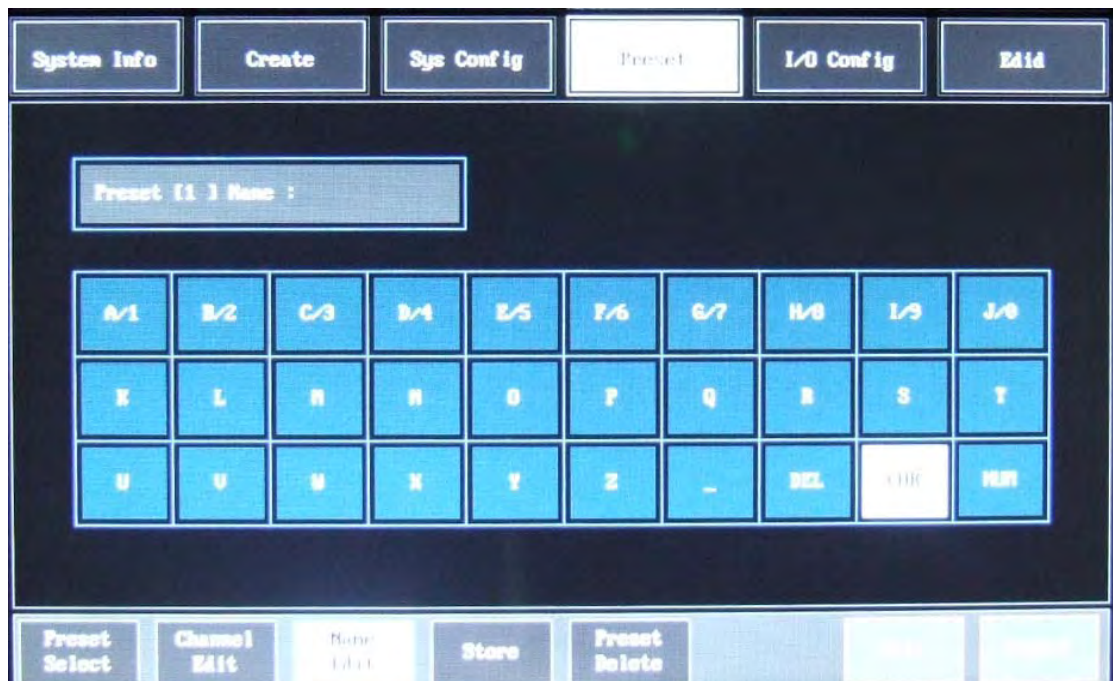 System Info Create Sys Config Preset I/O Config Edid
Preset [1 ] Name :
A/1 B/2 C/3 D/4 E/5 F/6 G/7 H/8 I/9 J/0
K L M N O P Q R S T
U V W X Y Z _ DEL CHR NUM
Preset Channel Name Store Preset
Select Edit Edit Delete